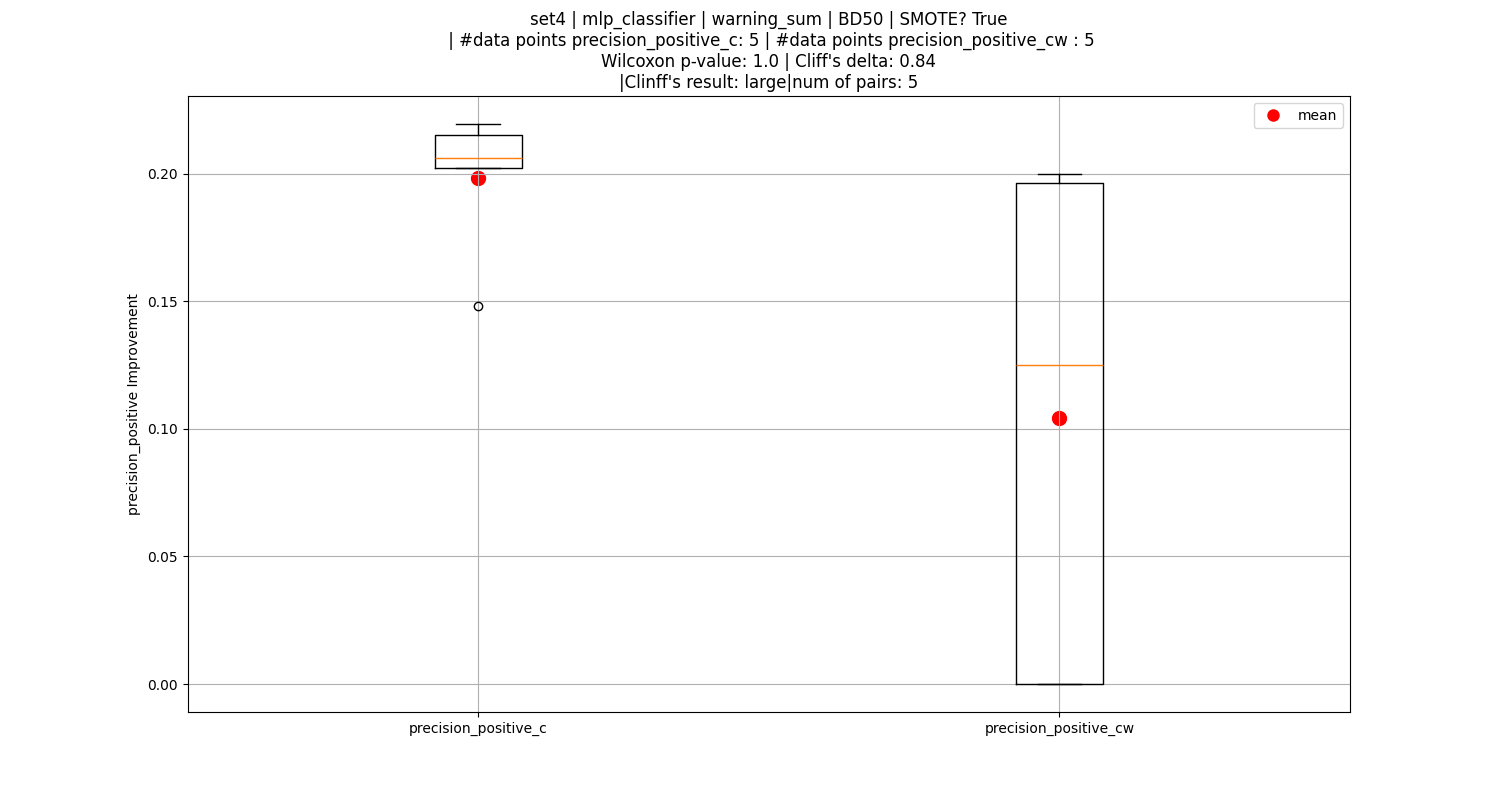 set4 | mlp_classifier | warning_sum | BD50 | SMOTE? True
| #data points precision_positive_c: 5 | #data points precision_positive_cw : 5
Wilcoxon p-value: 1.0 | Cliff's delta: 0.84
|Clinff's result: large|num of pairs: 5
mean
precision_positive Improvement
0.20
0.15
0.10
0.05
0.00
precision_positive_c
precision_positive_cw